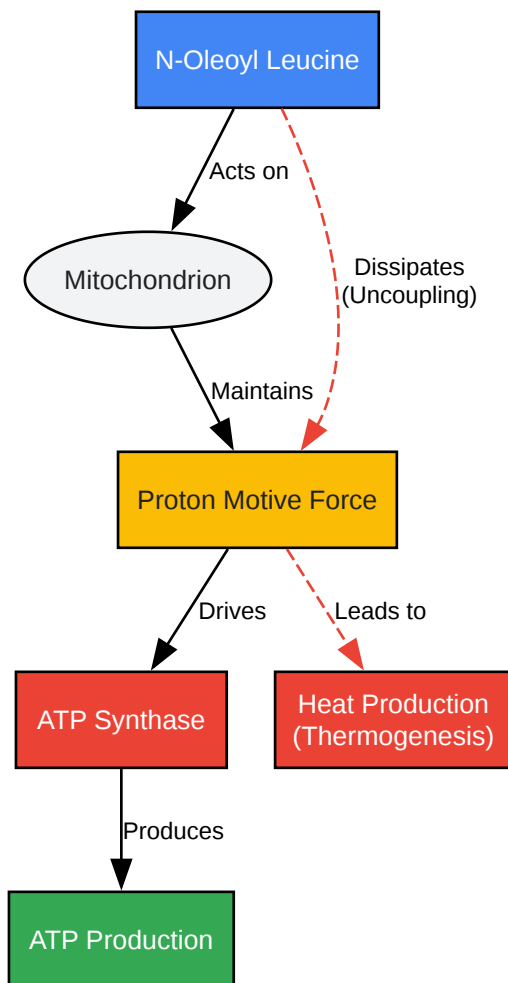 N-Oleoyl Leucine
Acts on
Mitochondrion
Dissipates
(Uncoupling)
Maintains
Proton Motive Force
Drives
Leads to
ATP Synthase
Heat Production
(Thermogenesis)
Produces
ATP Production